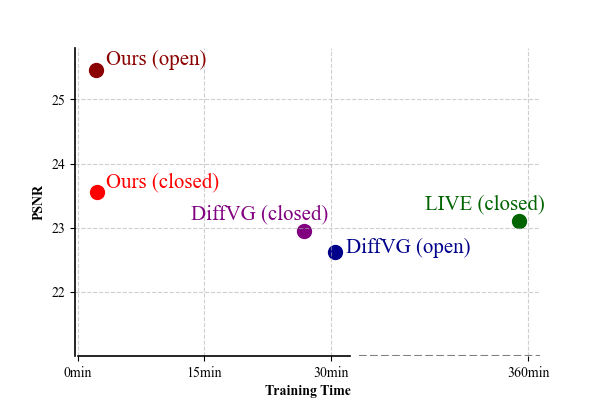 Ours (open)
25
24
Ours (closed)
LIVE (closed)
DiffVG (closed)
23
DiffVG (open)
22
PSNR
0min 15min 30min 360min
Training Time